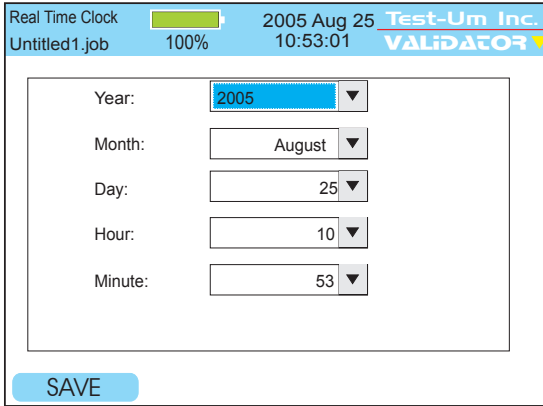 Real Time Clock 2005 Aug 25 Test-Um Inc.
Untitled1.job 100% 10:53:01 VALiDATOR
Year: 2005
Month: August
Day: 25
Hour: 10
Minute: 53
SAVE